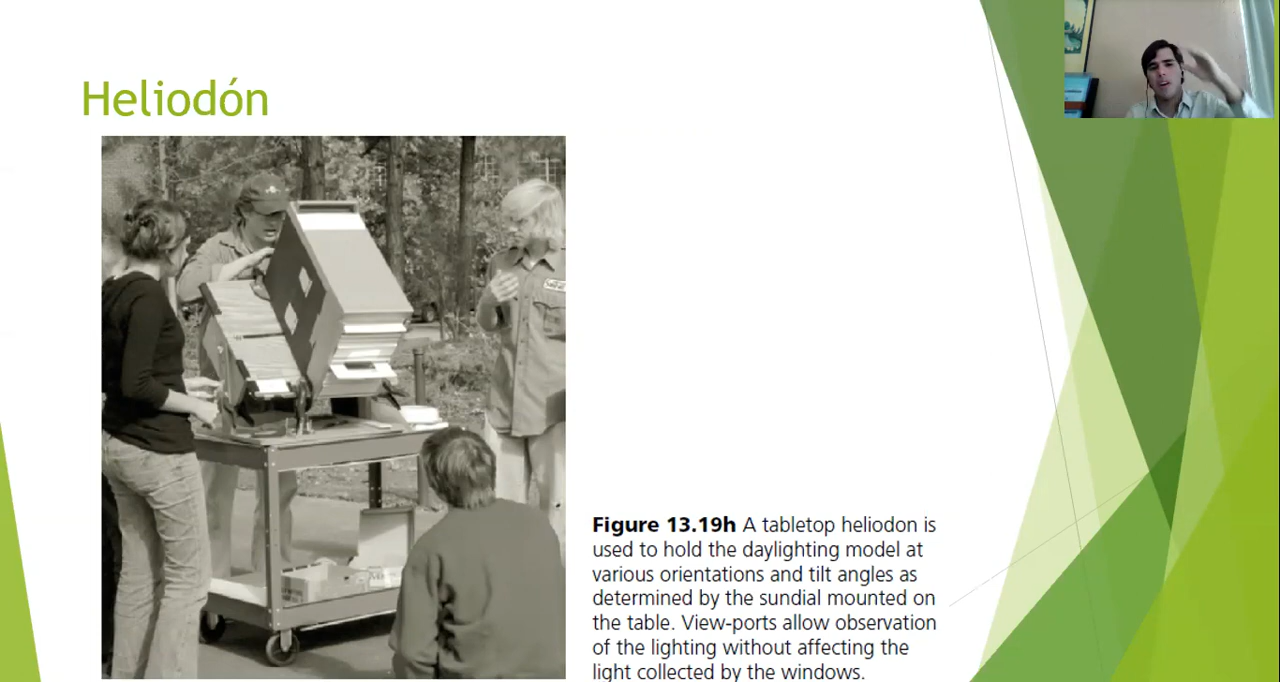 Heliodón
Figure 13.19h A tabletop heliodon is
used to hold the daylighting model at
various orientations and tilt angles as
determined by the sundial mounted on
the table. View-ports allow observation
of the lighting without affecting the
light collected by the windows.